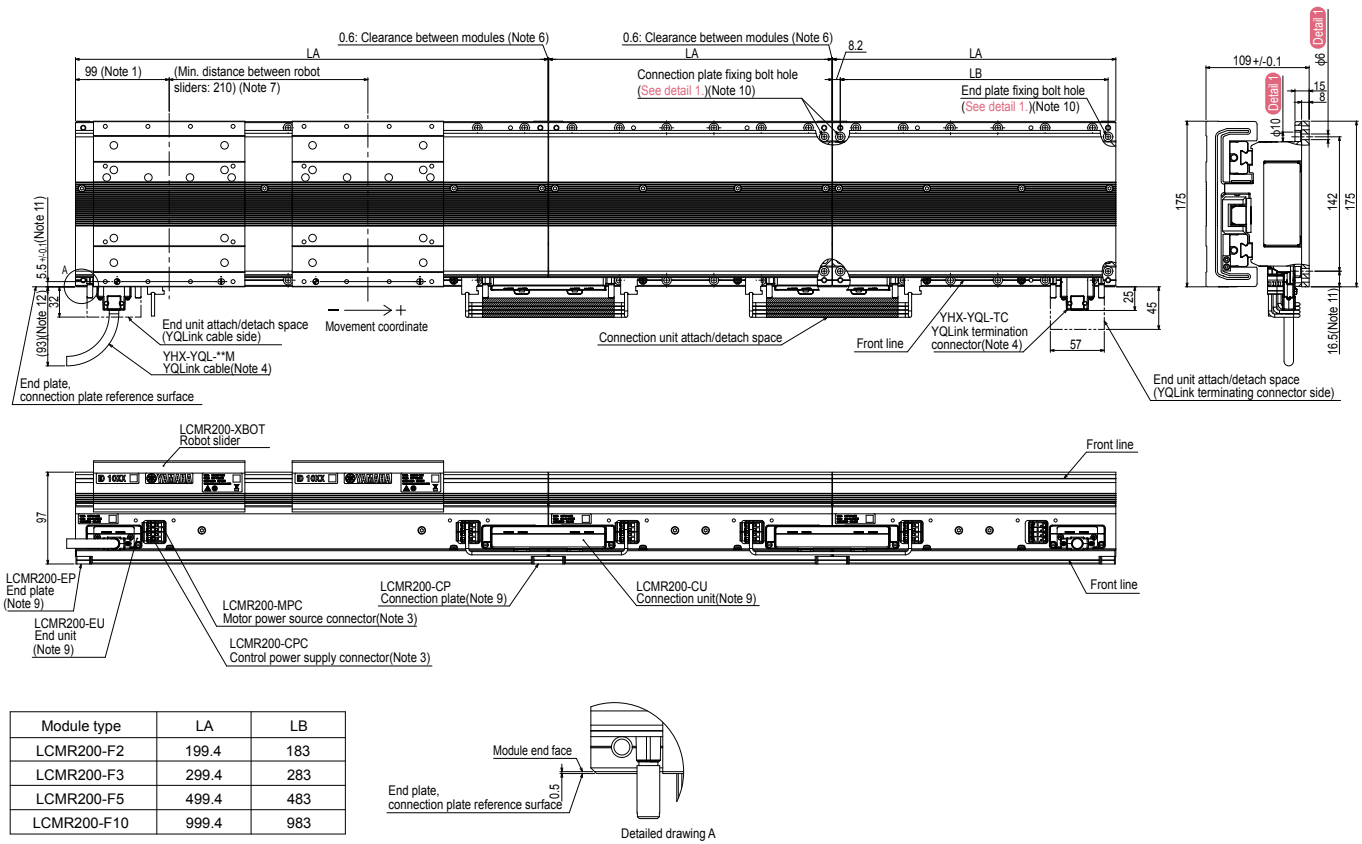 0.6: Clearance between modules (Note 6)
0.6: Clearance between modules (Note 6)
LA
LA
8.2
LA
99 (Note 1)
(Min. distance between robot
sliders: 210) (Note 7)
Connection plate fixing bolt hole
(See detail 1.)(Note 10)
LB
End plate fixing bolt hole
(See detail 1.)(Note 10)
109+/-0.1
Detail 1
ϕ6
15
8
Detail 1
ϕ10
175
142
175
16.5(Note 11)
5.5+/-0.1(Note 11)
A
32
(93)(Note 12)
End unit attach/detach space
(YQLink cable side)
YHX-YQL-**M
YQLink cable(Note 4)
End plate,
connection plate reference surface
− +
Movement coordinate
Connection unit attach/detach space
Front line
YHX-YQL-TC
YQLink termination
connector(Note 4)
25
45
57
End unit attach/detach space
(YQLink terminating connector side)
LCMR200-XBOT
Robot slider
Front line
ID 10XX
YAMAHA
ID 10XX
YAMAHA
97
LCMR200-EP
End plate
(Note 9)
LCMR200-EU
End unit
(Note 9)
LCMR200-MPC
Motor power source connector(Note 3)
LCMR200-CPC
Control power supply connector(Note 3)
LCMR200-CP
Connection plate(Note 9)
LCMR200-CU
Connection unit(Note 9)
Front line
Module type LA LB
LCMR200-F2 199.4 183
LCMR200-F3 299.4 283
LCMR200-F5 499.4 483
LCMR200-F10 999.4 983
Module end face
End plate,
connection plate reference surface
0.5
Detailed drawing A